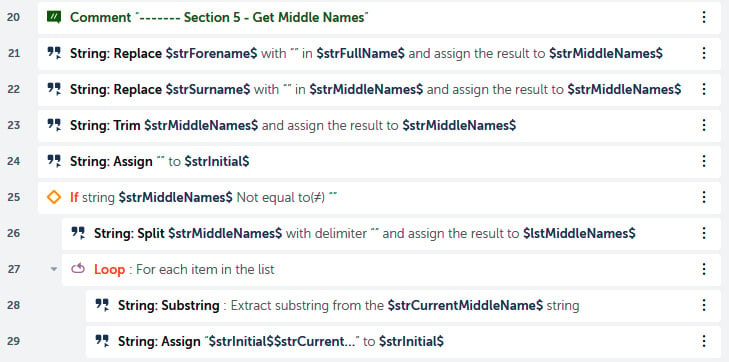 20 Comment "------- Section 5 - Get Middle Names"
21 String: Replace $strForename$ with "" in $strFullName$ and assign the result to $strMiddleNames$
22 String: Replace $strSurname$ with "" in $strMiddleNames$ and assign the result to $strMiddleNames$
23 String: Trim $strMiddleNames$ and assign the result to $strMiddleNames$
24 String: Assign "" to $strInitial$
25 If string $strMiddleNames$ Not equal to(≠) ""
26 String: Split $strMiddleNames$ with delimiter "" and assign the result to $lstMiddleNames$
27 Loop : For each item in the list
28 String: Substring : Extract substring from the $strCurrentMiddleName$ string
29 String: Assign "$strInitial$$strCurrent..." to $strInitial$